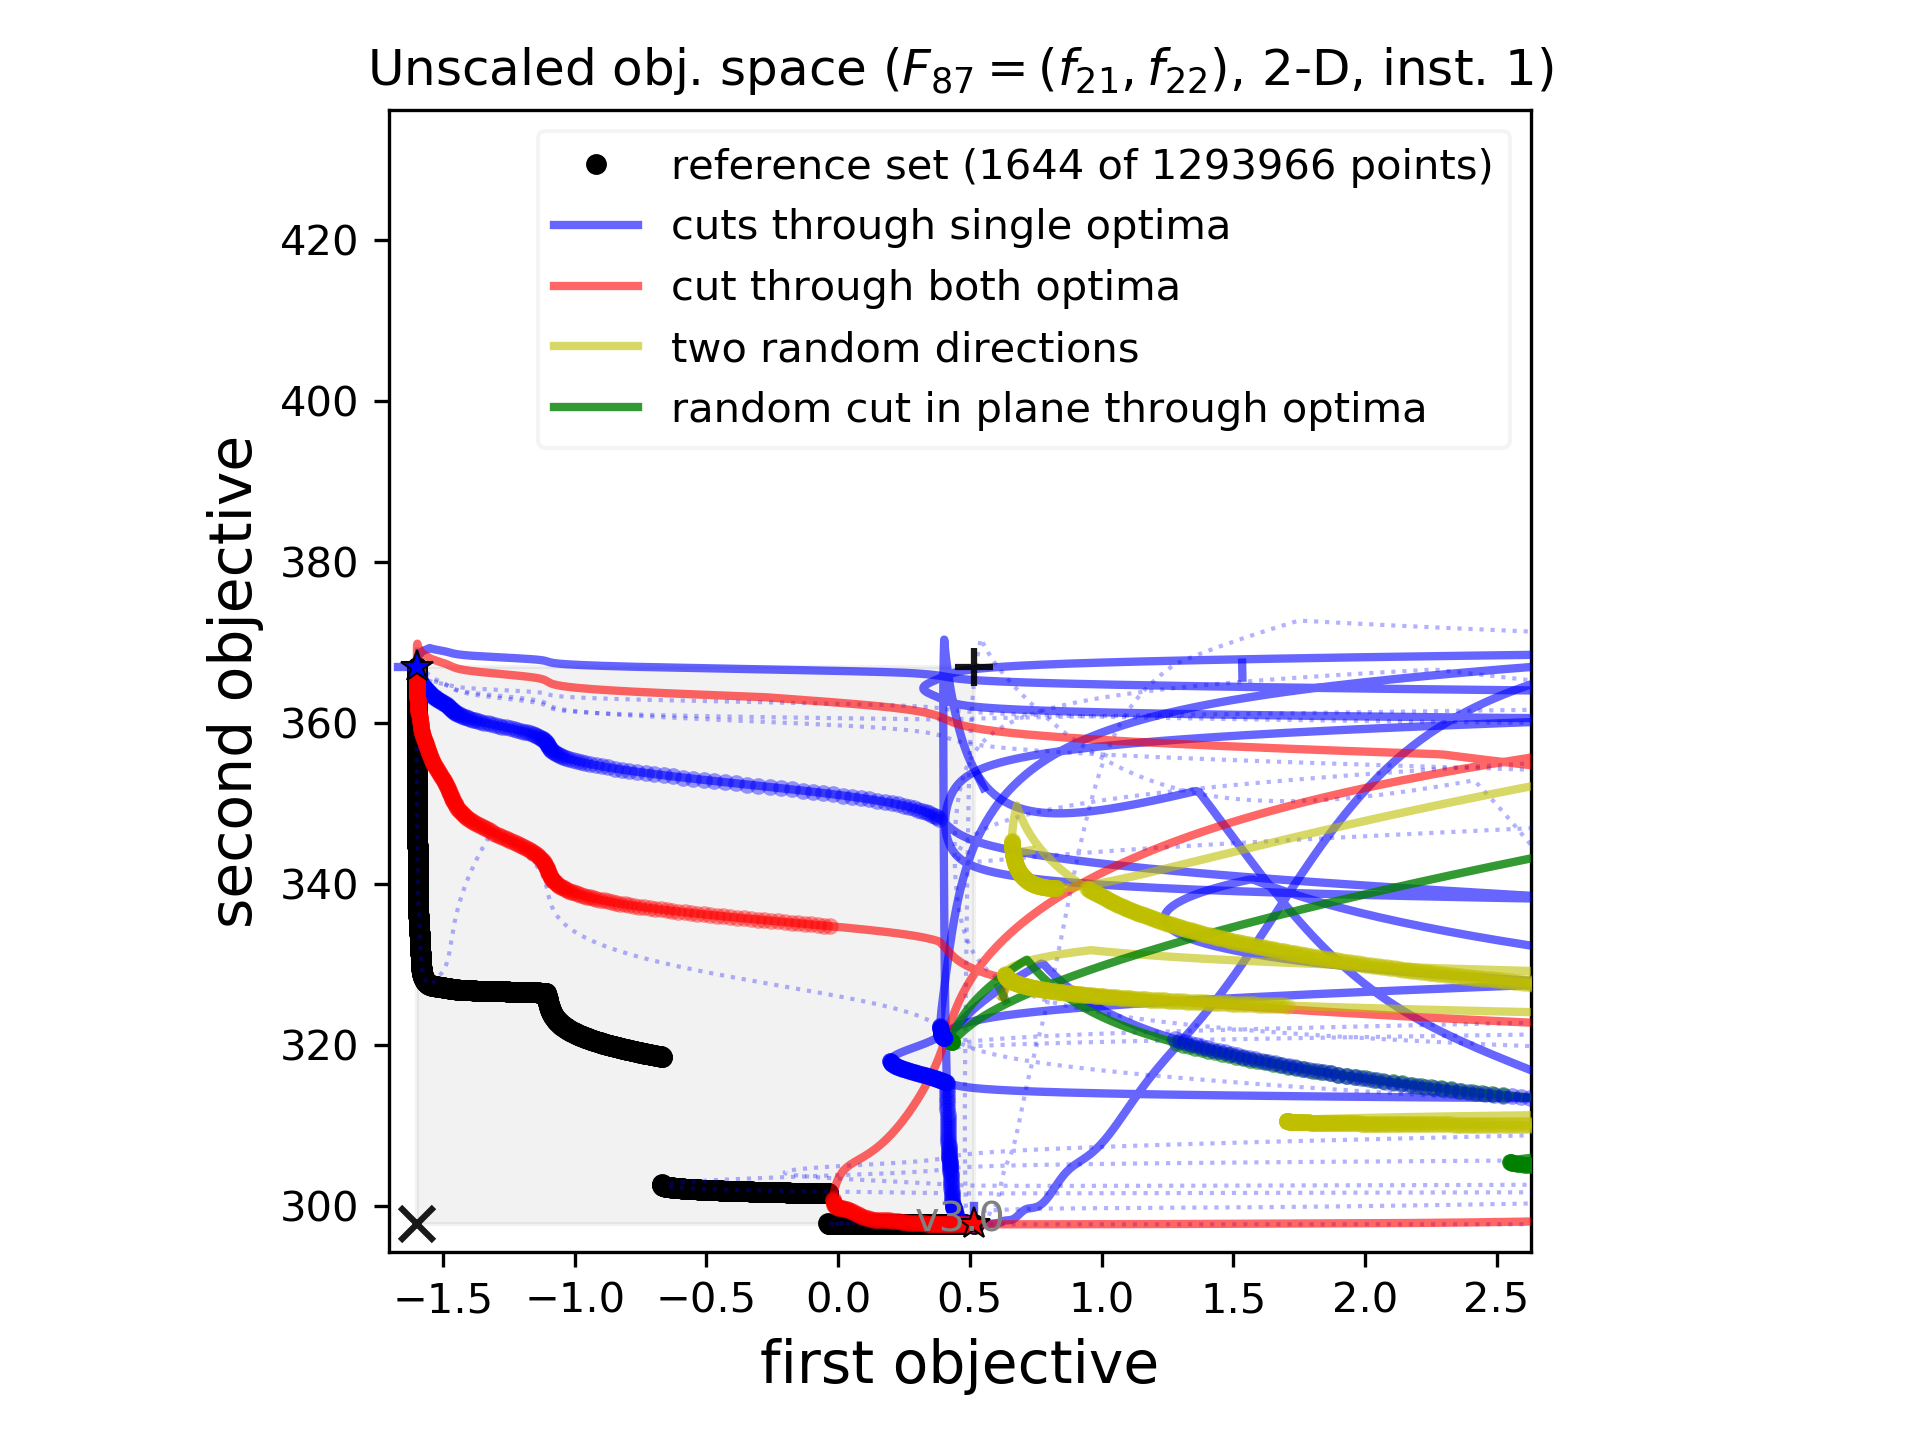 Unscaled obj. space (F₈₇ = (f₂₁, f₂₂), 2-D, inst. 1)
reference set (1644 of 1293966 points)
cuts through single optima
cut through both optima
two random directions
random cut in plane through optima
second objective
420
400
380
360
340
320
300
v3.0
−1.5 −1.0 −0.5 0.0 0.5 1.0 1.5 2.0 2.5
first objective